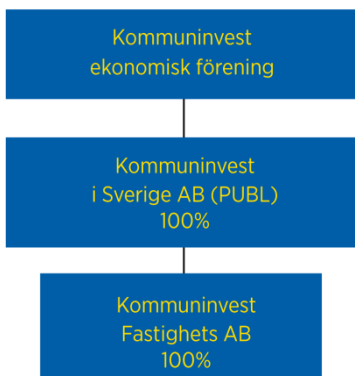 Kommuninvest
ekonomisk förening
Kommuninvest
i Sverige AB (PUBL)
100%
Kommuninvest
Fastighets AB
100%